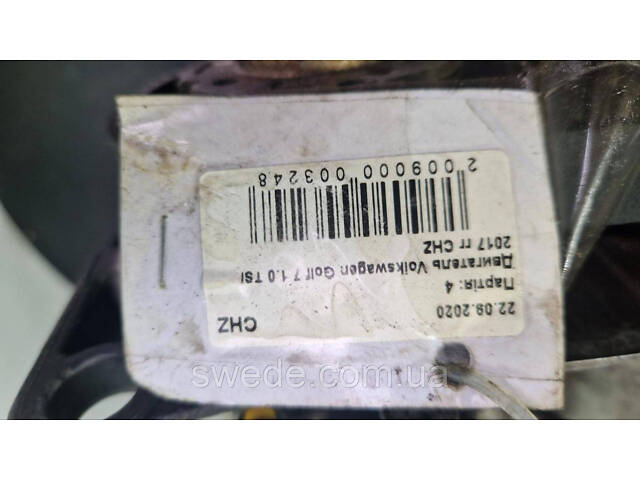 22.09.2020
CHZ
Партія: 4
Двигатель Volkswagen Golf 7 1.0 TSI
2017 гг CHZ
2 009000 003248
swede.com.ua